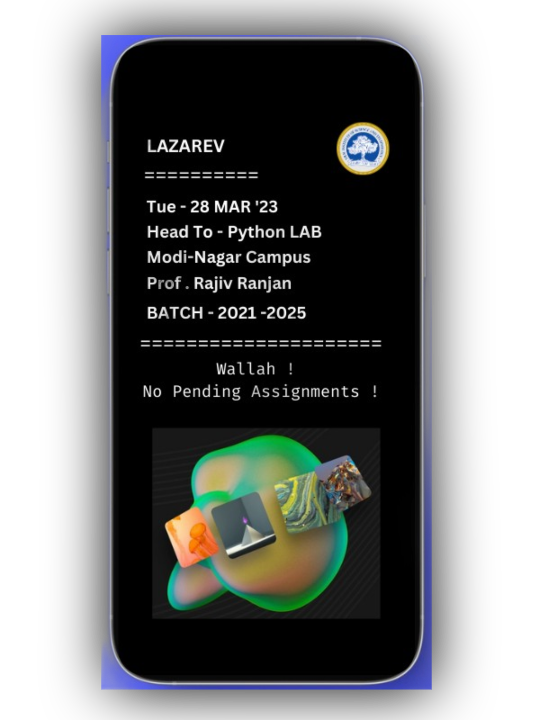 LAZAREV
==========
Tue - 28 MAR '23
Head To - Python LAB
Modi-Nagar Campus
Prof . Rajiv Ranjan
BATCH - 2021 -2025
=====================
Wallah !
No Pending Assignments !